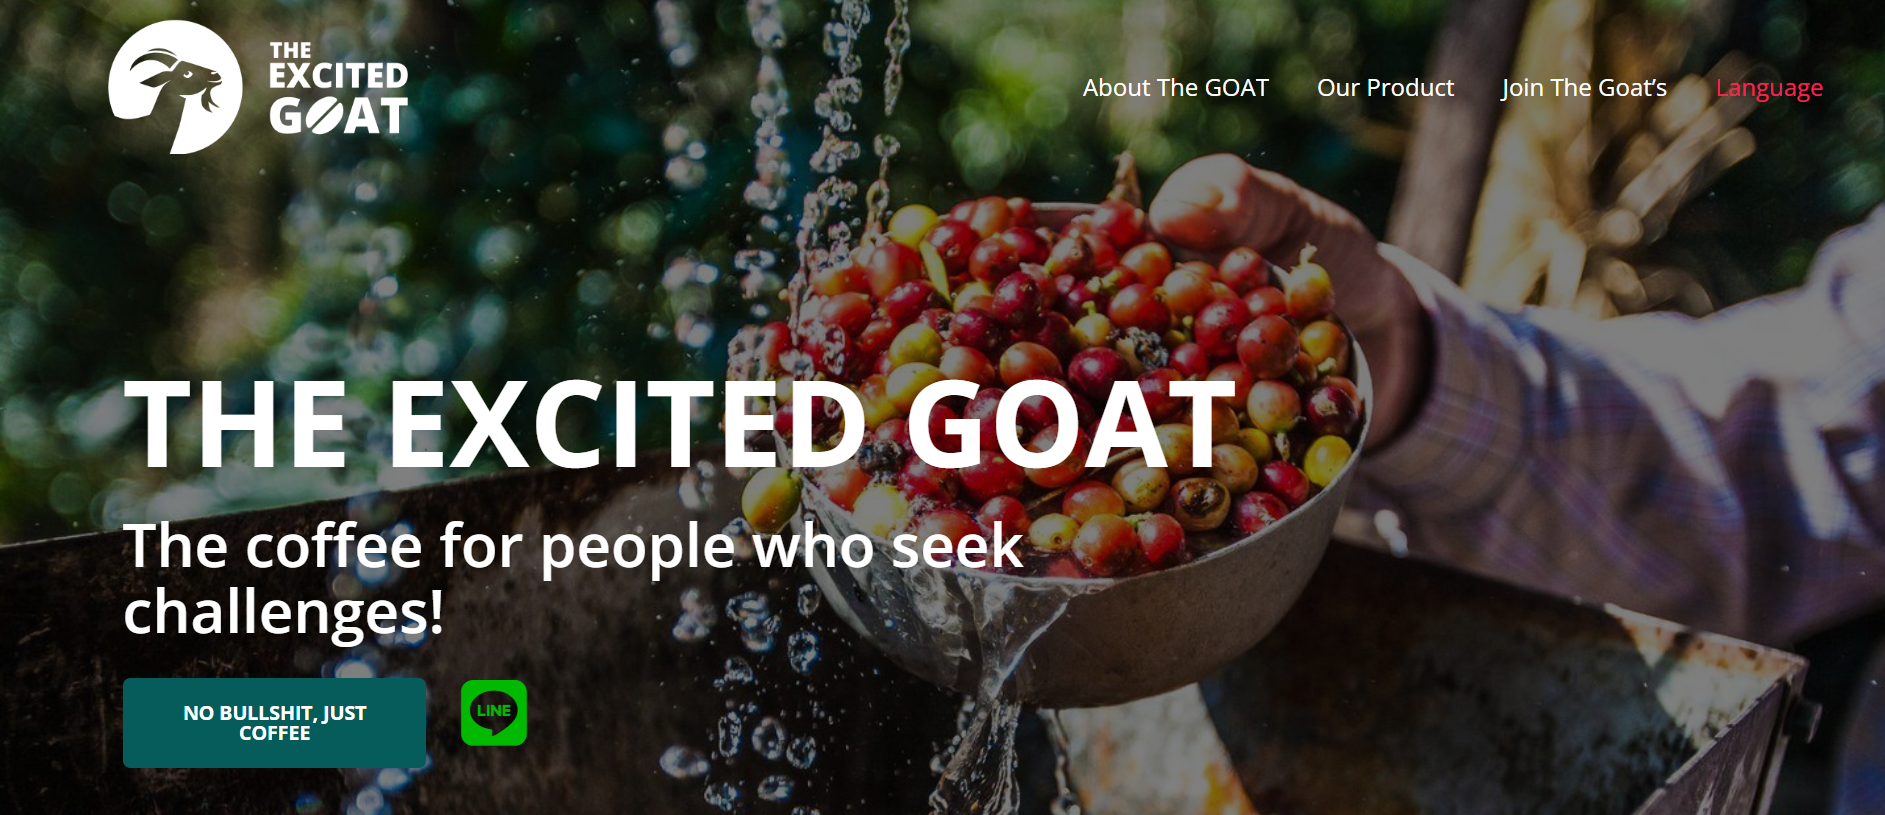 THE
EXCITED
GOAT
About The GOAT
Our Product
Join The Goat’s
Language
THE EXCITED GOAT
The coffee for people who seek
challenges!
NO BULLSHIT, JUST
COFFEE
LINE